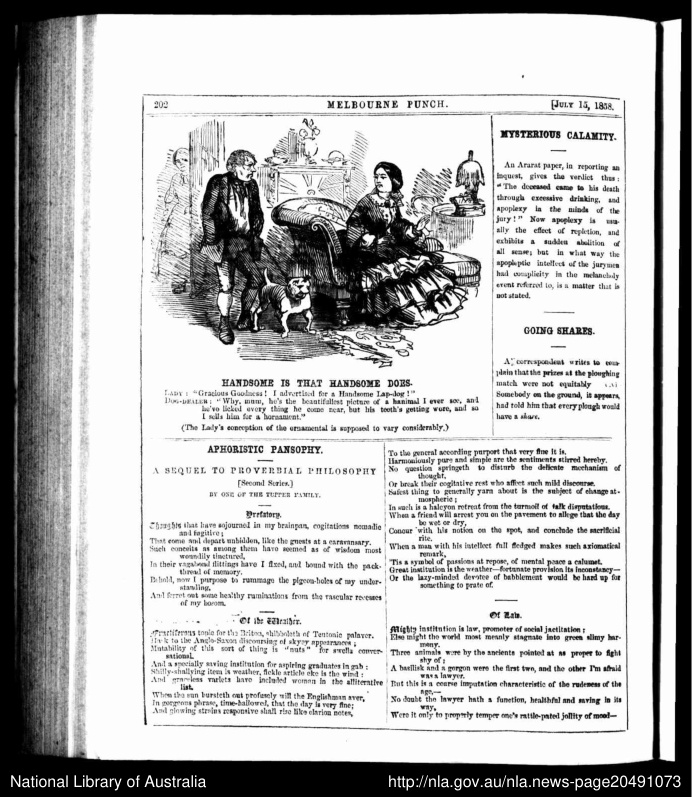 202
MELBOURNE PUNCH.
[JULY 15, 1858.
HANDSOME IS THAT HANDSOME DOES.
LADY : "Gracious Goodness! I advertized for a Handsome Lap-dog!"
DOG-DEALER : "Why, mum, he's the beautifullest picture of a hanimal I ever see, and
he've licked every thing he come near, but his teeth's getting wore, and so
I sells him for a hornament."
(The Lady's conception of the ornamental is supposed to vary considerably.)
MYSTERIOUS CALAMITY.
An Ararat paper, in reporting an
inquest, gives the verdict thus :
"The deceased came to his death
through excessive drinking, and
apoplexy in the minds of the
jury!" Now apoplexy is usu-
ally the effect of repletion, and
exhibits a sudden abolition of
all sense; but in what way the
apoplectic intellect of the jurymen
had complicity in the melancholy
event referred to, is a matter that is
not stated.
GOING SHARES.
A correspondent writes to com-
plain that the prizes at the ploughing
match were not equitably
Somebody on the ground, it appears,
had told him that every plough would
have a share.
APHORISTIC PANSOPHY.
A SEQUEL TO PROVERBIAL PHILOSOPHY
[Second Series.]
BY ONE OF THE TUPPER FAMILY.
Prefatory.
Thoughts that have sojourned in my brainpan, cogitations nomadic
and fugitive;
That come and depart unbidden, like the guests at a caravansary.
Such conceits as among them have seemed as of wisdom most
woundily tinctured,
In their vagabond flittings have I fixed, and bound with the pack-
thread of memory.
Behold, now I purpose to rummage the pigeon-holes of my under-
standing,
And ferret out some healthy ruminations from the vascular recesses
of my bosom.
Of the Weather.
topic for the Briton, shibboleth of Teutonic palaver.
to the Anglo-Saxon discoursing of skyey appearances ;
Mutability of this sort of thing is "nuts" for swells conver-
sational.
And a specially saving institution for aspiring graduates in gab :
Shilly-shallying item is weather, fickle article eke is the wind :
And graceless varlets have included woman in the alliterative
list.
When the sun bursteth out profusely will the Englishman aver,
In gorgeous phrase, time-hallowed, that the day is very fine;
And glowing strains responsive shall rise like clarion notes,
To the general according purport that very fine it is.
Harmoniously pure and simple are the sentiments stirred hereby.
No question springeth to disturb the delicate mechanism of
thought,
Or break their cogitative rest who affect such mild discourse.
Safest thing to generally yarn about is the subject of change at-
mospheric ;
In such is a halcyon retreat from the turmoil of talk disputatious.
When a friend will arrest you on the pavement to allege that the day
be wet or dry,
Concur with his notion on the spot, and conclude the sacrificial
rite.
When a man with his intellect full fledged makes such axiomatical
remark,
'Tis a symbol of passions at repose, of mental peace a calumet.
Great institution is the weather—fortunate provision its inconstancy—
Or the lazy-minded devotee of babblement would be hard up for
something to prate of.
Of Law.
Mighty institution is law, promoter of social jactitation ;
Else might the world most meanly stagnate into green slimy har-
mony.
Three animals were by the ancients pointed at as proper to fight
shy of ;
A basilisk and a gorgon were the first two, and the other I'm afraid
was a lawyer.
But this is a coarse imputation characteristic of the rudeness of the
age,—
No doubt the lawyer hath a function, healthful and saving in its
way,
Were it only to properly temper one's rattle-pated jollity of mood—
National Library of Australia
http://nla.gov.au/nla.news-page20491073